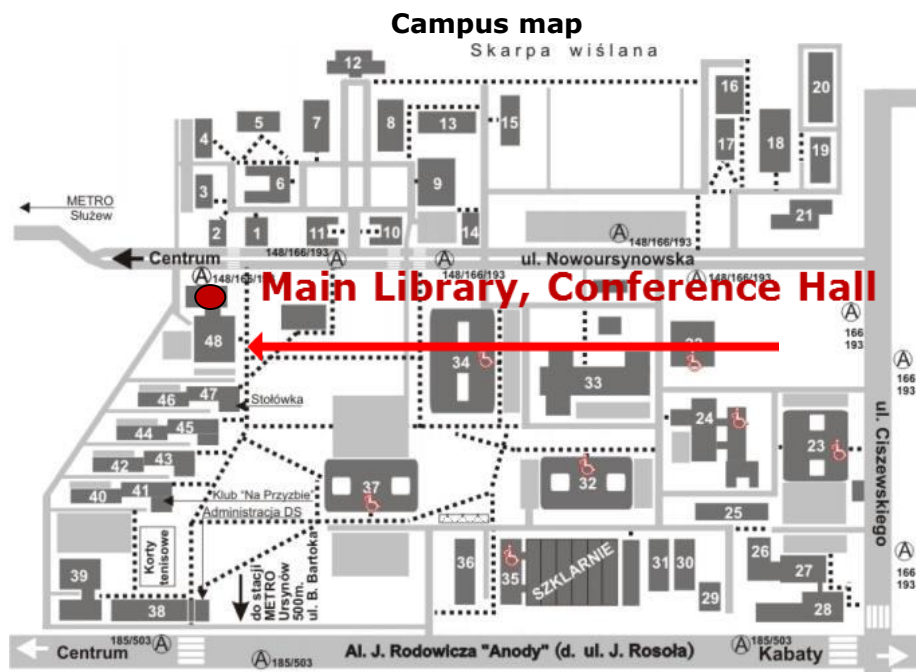 Campus map
Skarpa wiślana
12
16
20
4
5
7
8
13
15
17
18
19
3
6
9
METRO
Służew
2
1
11
10
14
21
148/166/193
A
148/166/193
Centrum
A
A
A
ul. Nowoursynowska
A
148/166/193
A
148/166/193
Main Library, Conference Hall
A
166
193
48
34
33
A
166
193
46
47
Stołówka
24
ul. Ciszewskiego
44
45
23
42
43
37
32
40
41
Klub "Na Przyzbie"
Administracja DS
25
Korty
tenisowe
do stacji
METRO
Ursynów
500m.
ul. B. Bartoka
36
35
SZKLARNIE
31
30
26
27
A
166
193
39
29
38
28
185/503
A
Centrum
A
185/503
Al. J. Rodowicza "Anody" (d. ul. J. Rosoła)
A
185/503
Kabaty